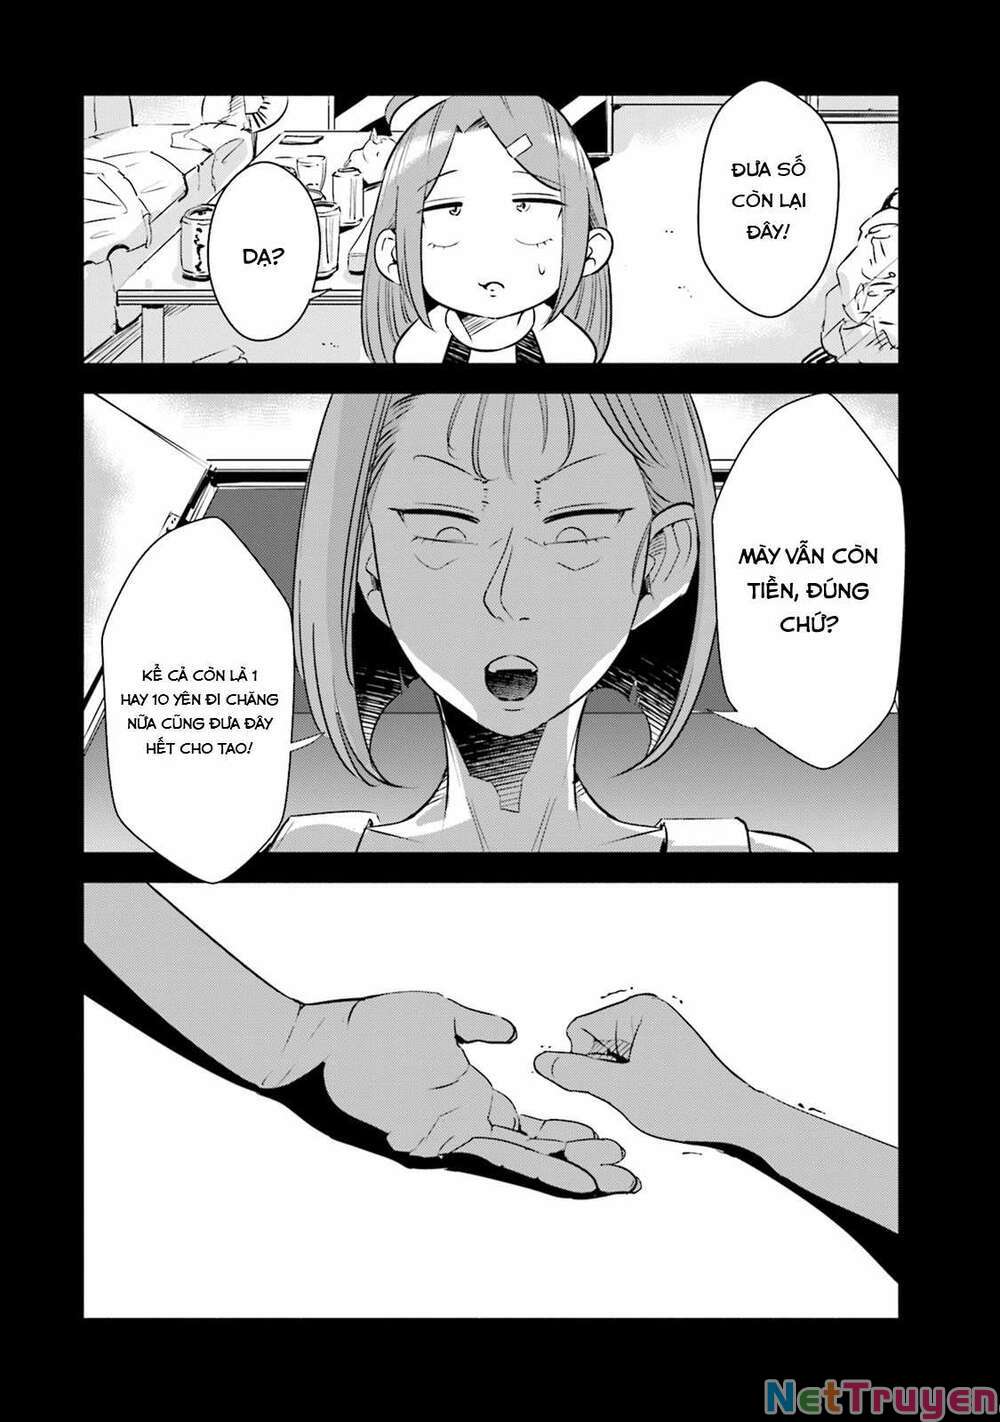 ĐƯA SỐ
CÒN LẠI
ĐÂY!
DẠ?
MÀY VẪN CÒN
TIỀN, ĐÚNG
CHỨ?
KỂ CẢ CÒN LÀ 1
HAY 10 YÊN ĐI CHĂNG
NỮA CŨNG ĐƯA ĐÂY
HẾT CHO TAO!
NetTruyen